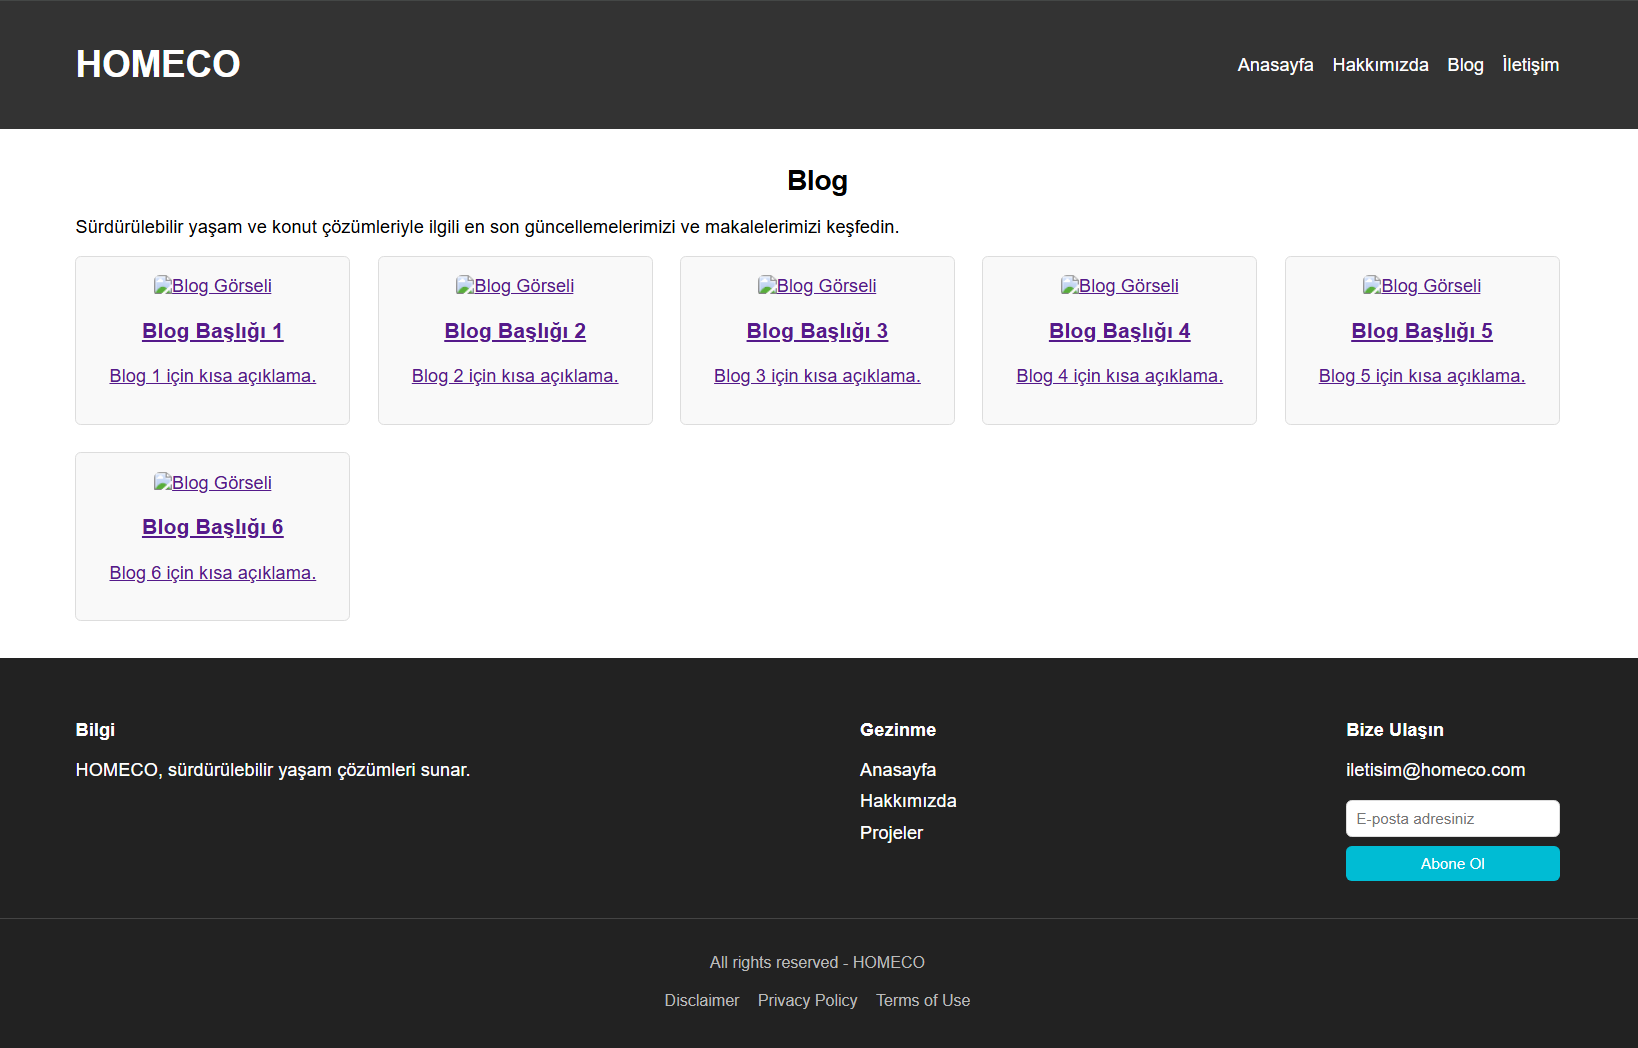 HOMECO
Anasayfa Hakkımızda Blog İletişim
Blog
Sürdürülebilir yaşam ve konut çözümleriyle ilgili en son güncellemelerimizi ve makalelerimizi keşfedin.
Blog Görseli
Blog Başlığı 1
Blog 1 için kısa açıklama.
Blog Görseli
Blog Başlığı 2
Blog 2 için kısa açıklama.
Blog Görseli
Blog Başlığı 3
Blog 3 için kısa açıklama.
Blog Görseli
Blog Başlığı 4
Blog 4 için kısa açıklama.
Blog Görseli
Blog Başlığı 5
Blog 5 için kısa açıklama.
Blog Görseli
Blog Başlığı 6
Blog 6 için kısa açıklama.
Bilgi
HOMECO, sürdürülebilir yaşam çözümleri sunar.
Gezinme
Anasayfa
Hakkımızda
Projeler
Bize Ulaşın
iletisim@homeco.com
E-posta adresiniz
Abone Ol
All rights reserved - HOMECO
Disclaimer Privacy Policy Terms of Use